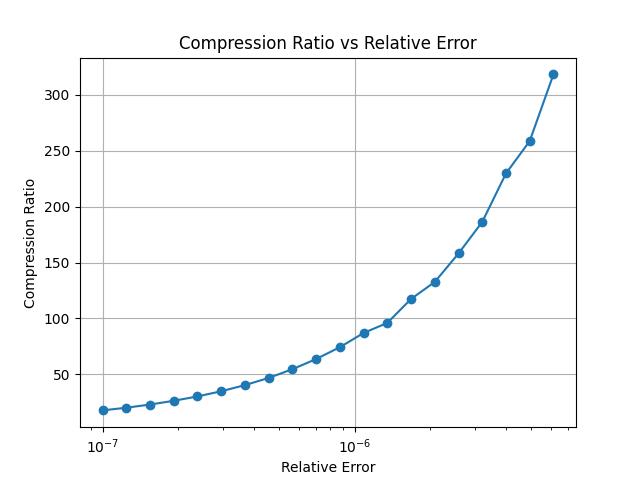 Compression Ratio vs Relative Error
300
250
200
150
100
50
Compression Ratio
10⁻⁷
10⁻⁶
Relative Error